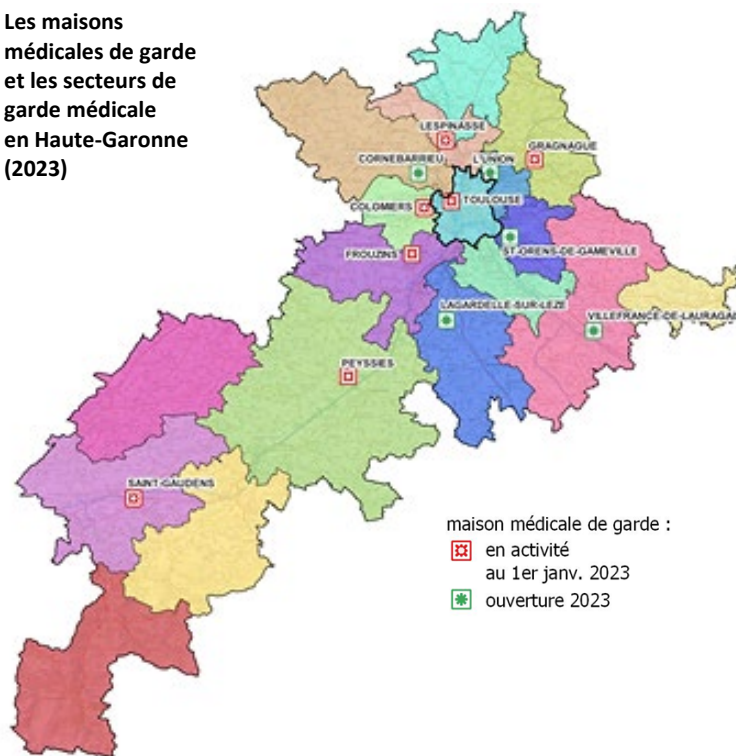 Les maisons
médicales de garde
et les secteurs de
garde médicale
en Haute-Garonne
(2023)
LESPINASSE
CORNEBARRIEU
L'UNION
GRAGNAGUE
COLOMIERS
TOULOUSE
FROUZINS
ST-ORENS-DE-GAMEVILLE
LAGARDELLE-SUR-LEZE
VILLEFRANCHE-DE-LAURAGAIS
PEYSSIES
SAINT-GAUDENS
maison médicale de garde :
en activité
au 1er janv. 2023
ouverture 2023